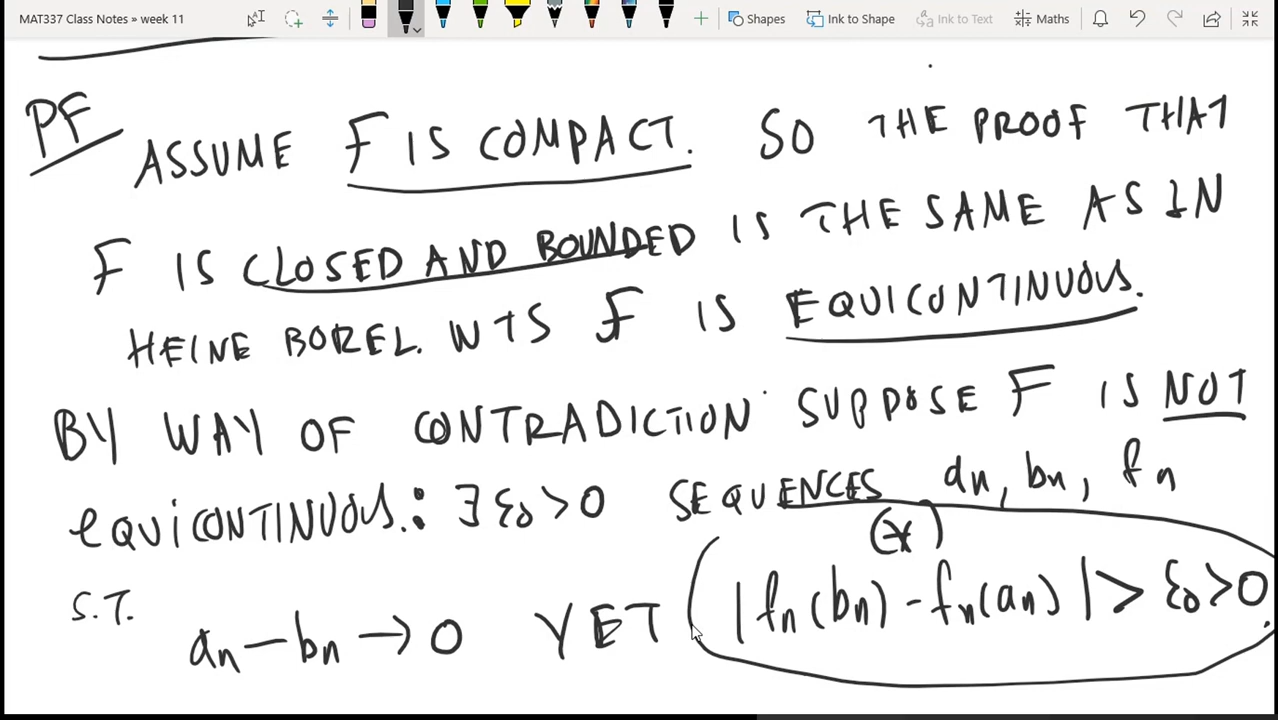 MAT337 Class Notes » week 11
Shapes Ink to Shape Ink to Text Maths
PF ASSUME F IS COMPACT. SO THE PROOF THAT
F IS CLOSED AND BOUNDED IS THE SAME AS IN
HEINE BOREL. WTS F IS EQUICONTINUOUS.
BY WAY OF CONTRADICTION SUPPOSE F IS NOT
EQUICONTINUOUS.: ∃ε₀>0 SEQUENCES aₙ, bₙ, fₙ
(*)
S.T. aₙ − bₙ → 0 YET |fₙ(bₙ) − fₙ(aₙ)| > ε₀>0.